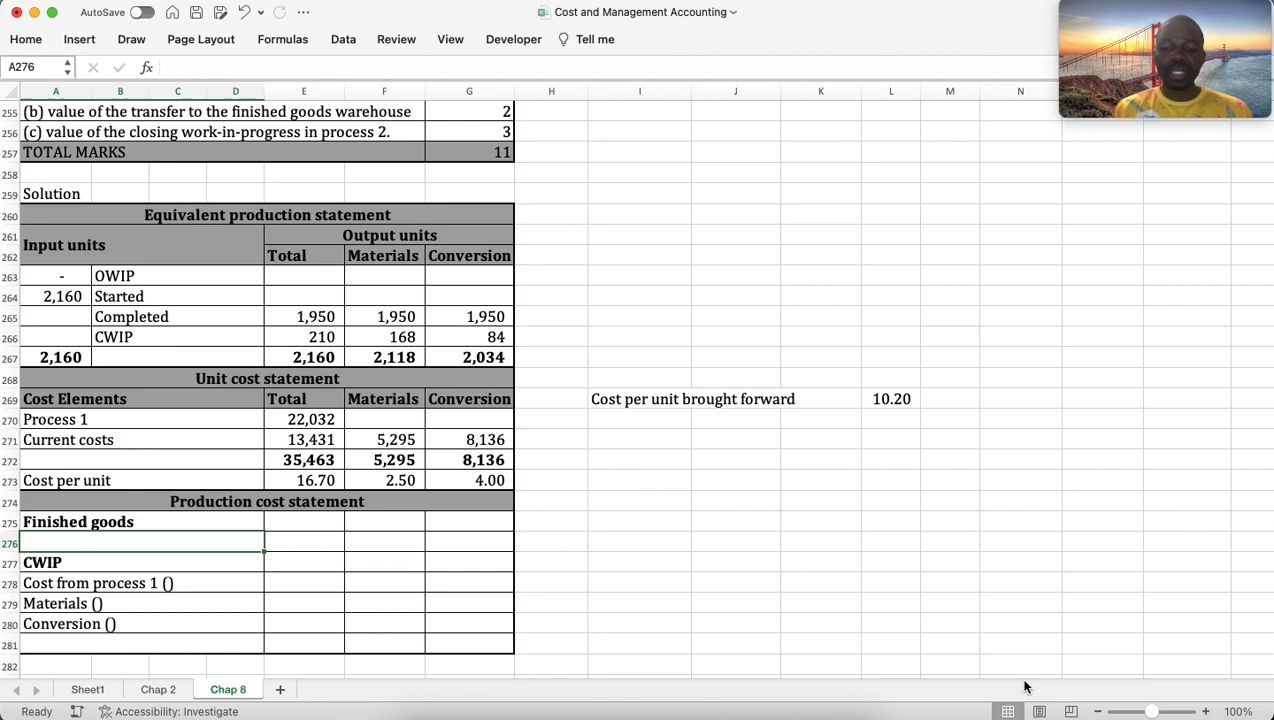 AutoSave
Cost and Management Accounting
Home Insert Draw Page Layout Formulas Data Review View Developer Tell me
A276 fx
A B C D E F G H I J K L M N
255 (b) value of the transfer to the finished goods warehouse 2
256 (c) value of the closing work-in-progress in process 2. 3
257 TOTAL MARKS 11
258
259 Solution
260 Equivalent production statement
261 Input units Output units
262 Total Materials Conversion
263 - OWIP
264 2,160 Started
265 Completed 1,950 1,950 1,950
266 CWIP 210 168 84
267 2,160 2,160 2,118 2,034
268 Unit cost statement
269 Cost Elements Total Materials Conversion Cost per unit brought forward 10.20
270 Process 1 22,032
271 Current costs 13,431 5,295 8,136
272 35,463 5,295 8,136
273 Cost per unit 16.70 2.50 4.00
274 Production cost statement
275 Finished goods
276
277 CWIP
278 Cost from process 1 ()
279 Materials ()
280 Conversion ()
281
282
Sheet1 Chap 2 Chap 8 +
Ready Accessibility: Investigate 100%